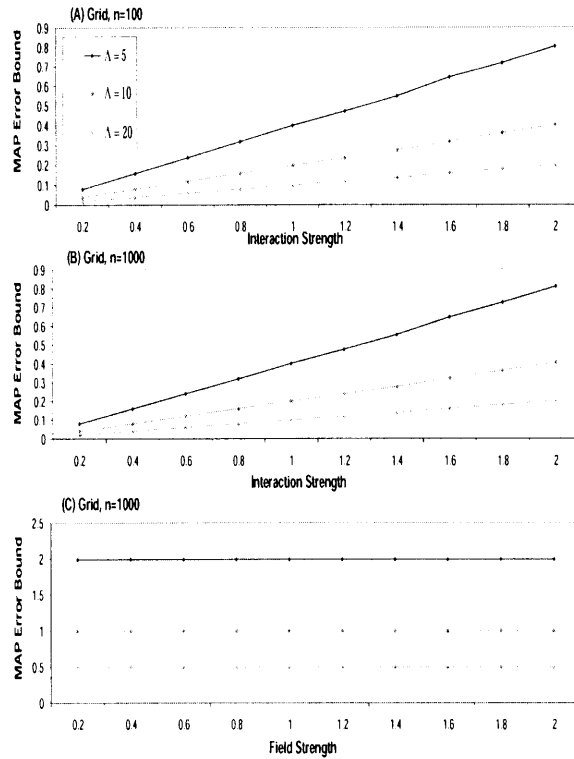 (A) Grid, n=100
MAP Error Bound
0.9
0.8
0.7
0.6
0.5
0.4
0.3
0.2
0.1
0
Λ = 5
Λ = 10
Λ = 20
0.2 0.4 0.6 0.8 1 1.2 1.4 1.6 1.8 2
Interaction Strength
(B) Grid, n=1000
MAP Error Bound
0.9
0.8
0.7
0.6
0.5
0.4
0.3
0.2
0.1
0
0.2 0.4 0.6 0.8 1 1.2 1.4 1.6 1.8 2
Interaction Strength
(C) Grid, n=1000
MAP Error Bound
2.5
2
1.5
1
0.5
0
0.2 0.4 0.6 0.8 1 1.2 1.4 1.6 1.8 2
Field Strength